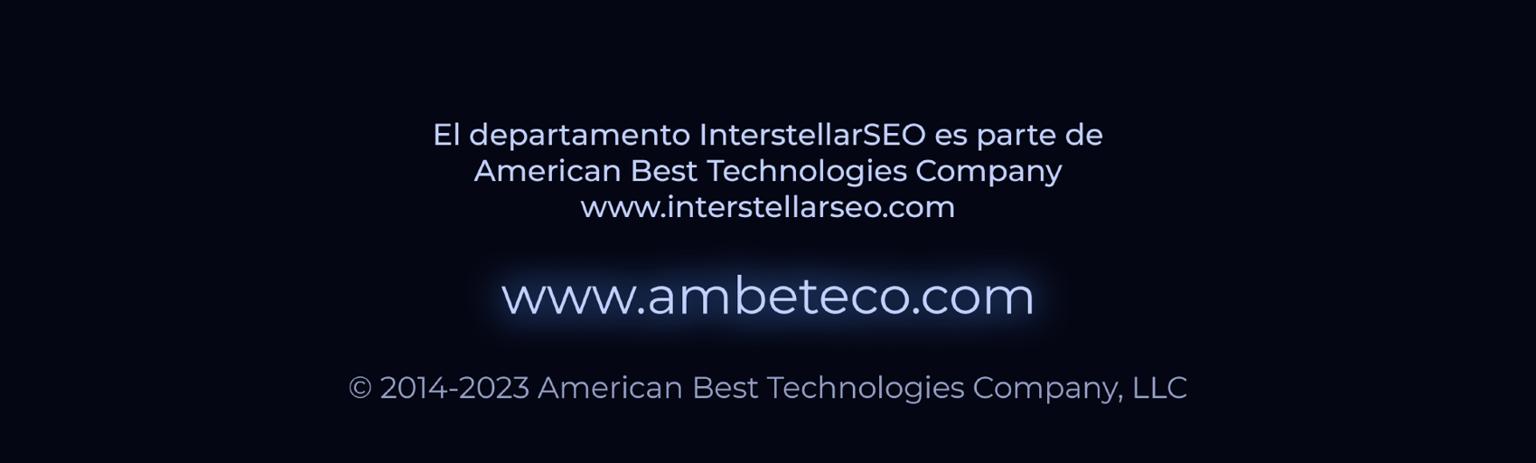 El departamento InterstellarSEO es parte de
American Best Technologies Company
www.interstellarseo.com
www.ambeteco.com
© 2014-2023 American Best Technologies Company, LLC